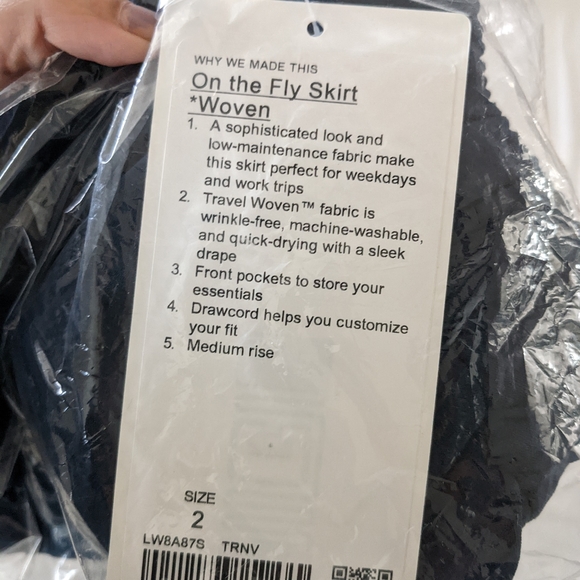 WHY WE MADE THIS
On the Fly Skirt
*Woven
1. A sophisticated look and
low-maintenance fabric make
this skirt perfect for weekdays
and work trips
2. Travel Woven™ fabric is
wrinkle-free, machine-washable,
and quick-drying with a sleek
drape
3. Front pockets to store your
essentials
4. Drawcord helps you customize
your fit
5. Medium rise
SIZE
2
LW8A87S TRNV